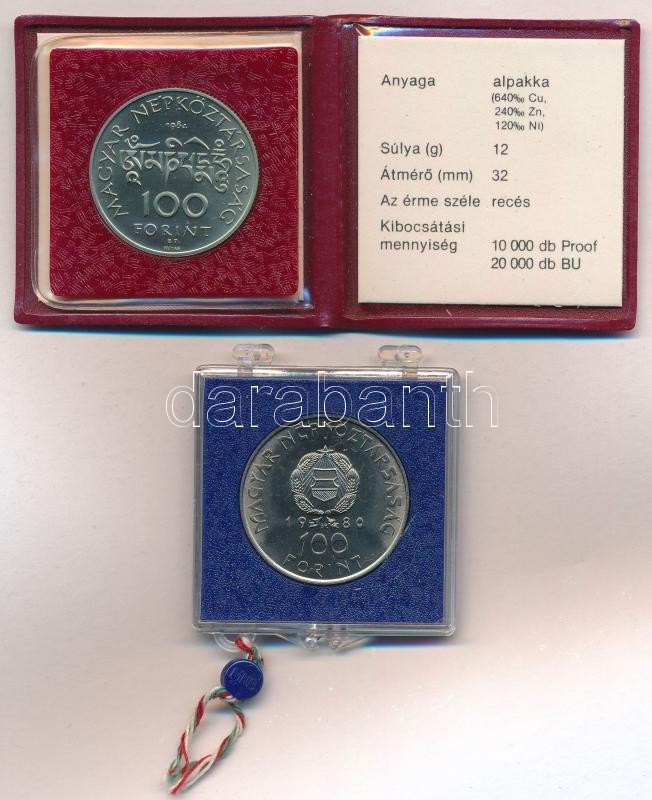 MAGYAR NÉPKÖZTÁRSASÁG
1984
ༀམཎིཔདྨེཧཱུྃ
100
FORINT
B.P.
Anyaga alpakka
(640‰ Cu,
240‰ Zn,
120‰ Ni)
Súlya (g) 12
Átmérő (mm) 32
Az érme széle recés
Kibocsátási
mennyiség 10 000 db Proof
20 000 db BU
darabanth
MAGYAR NÉPKÖZTÁRSASÁG
1980
100
FORINT